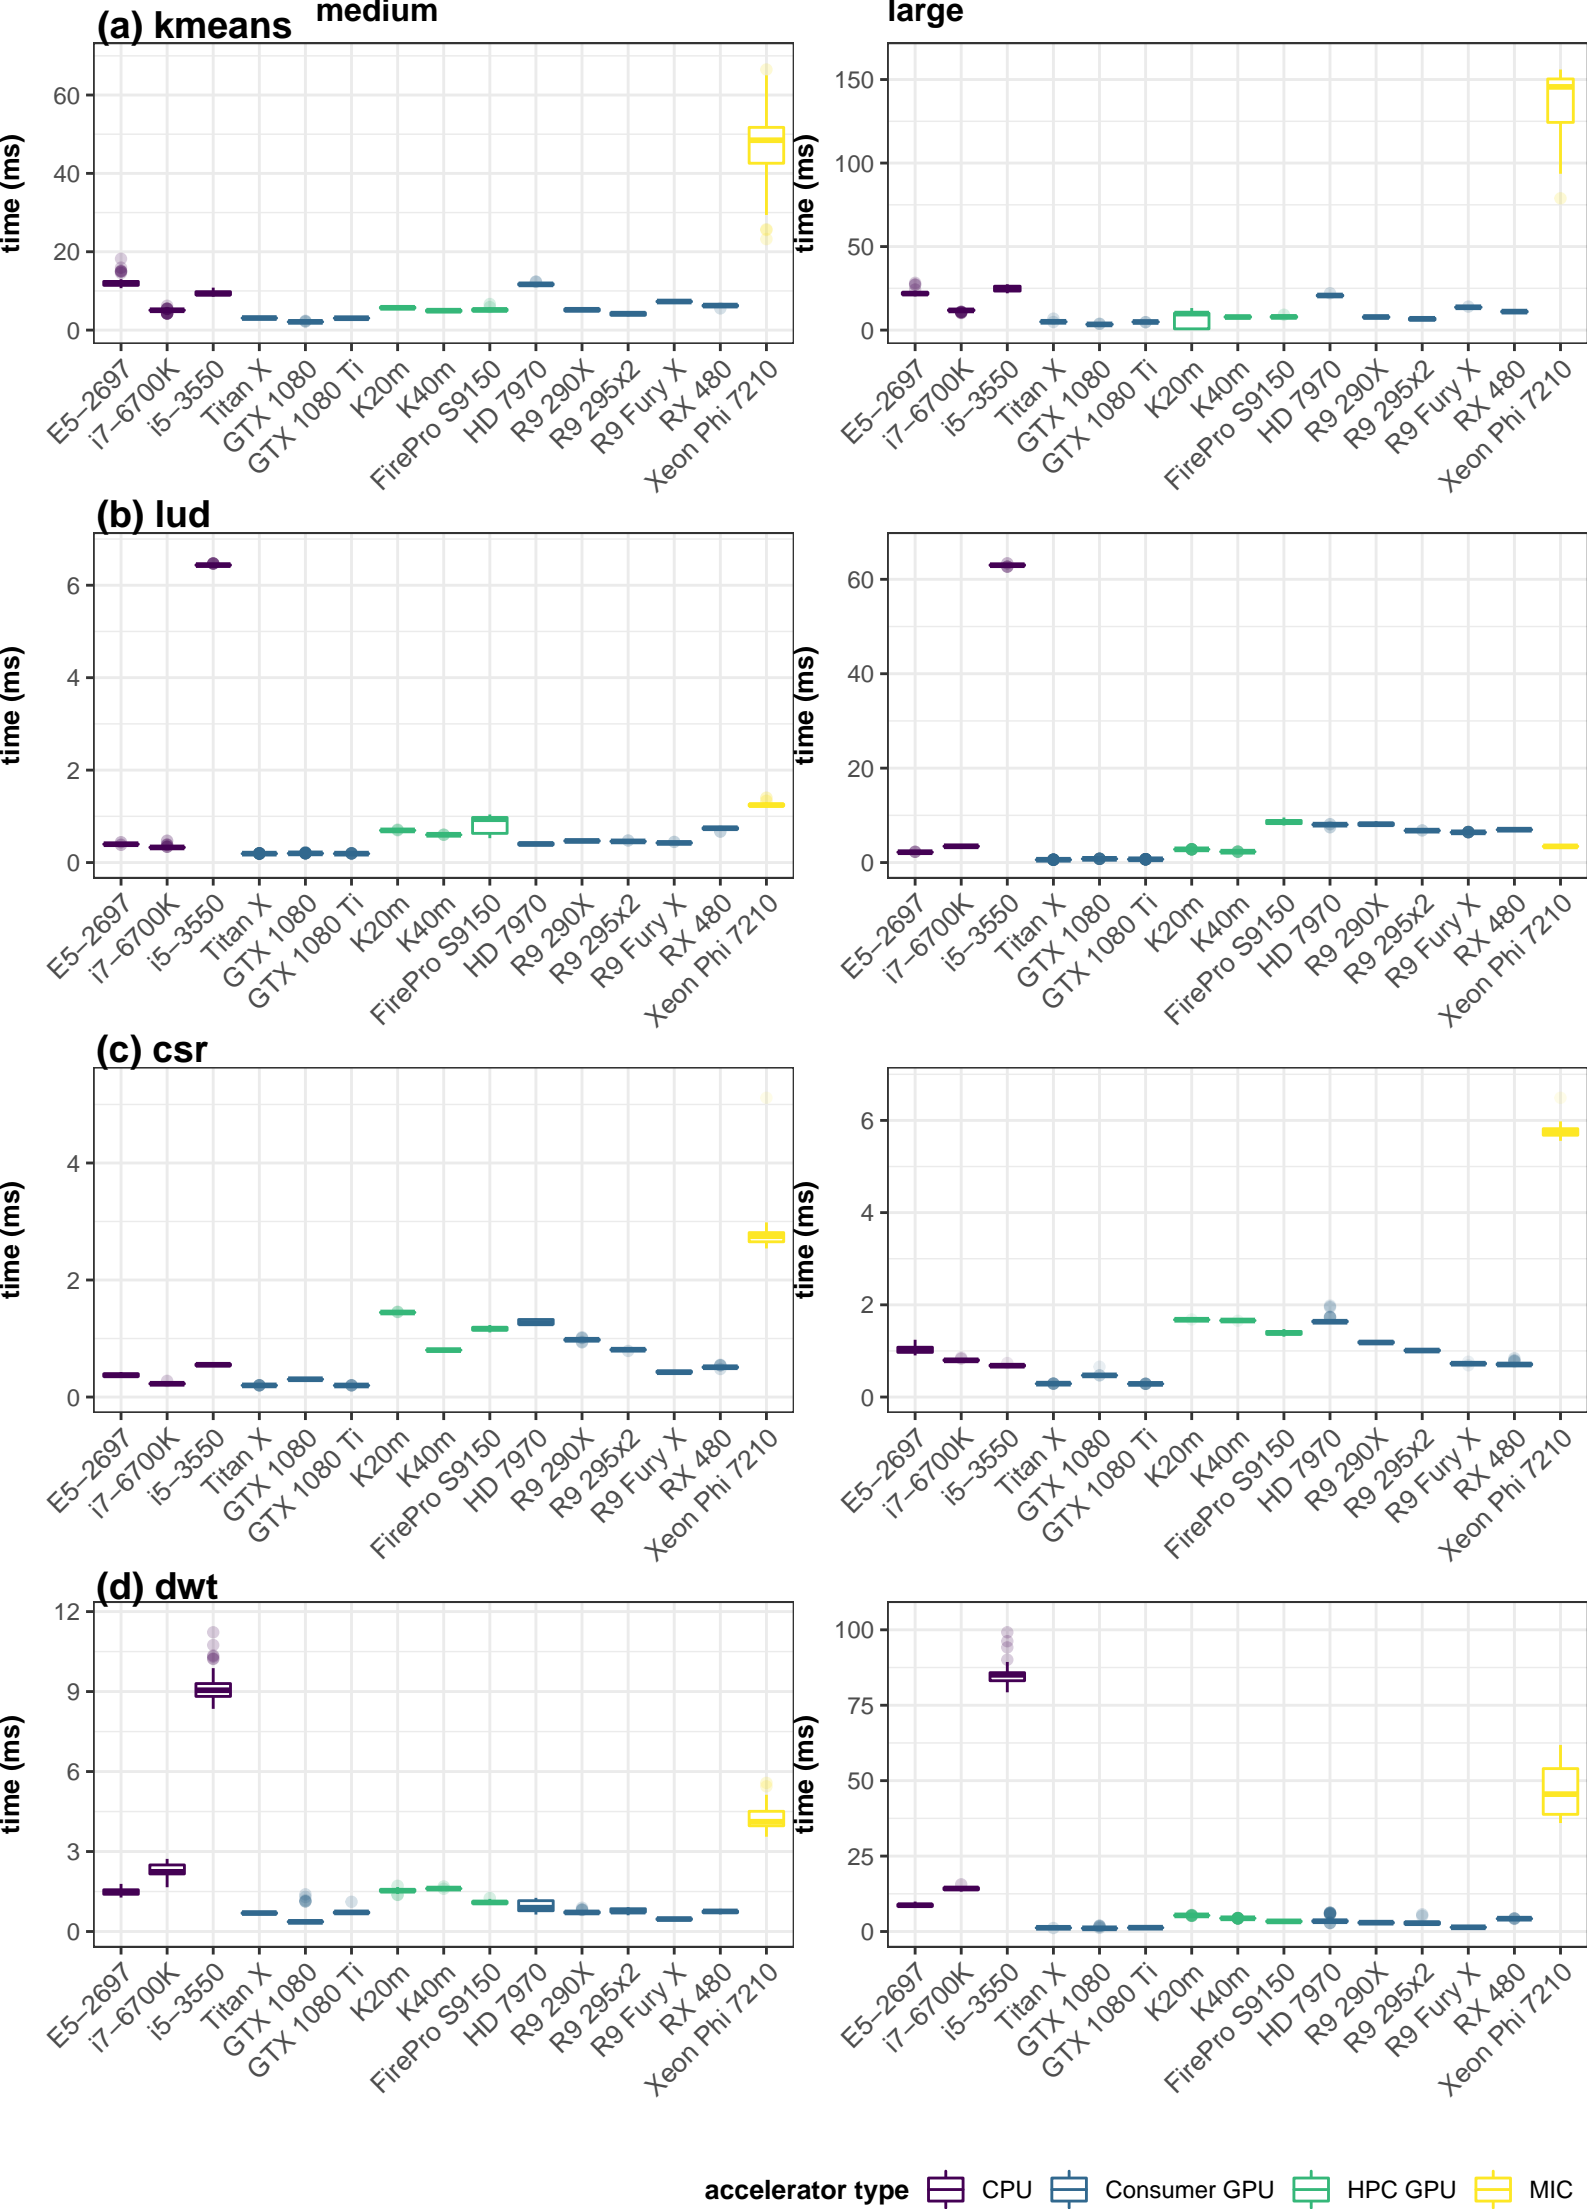 medium
large
(a) kmeans
time (ms)
60
40
20
0
E5−2697
i7−6700K
i5−3550
Titan X
GTX 1080
GTX 1080 Ti
K20m
K40m
FirePro S9150
HD 7970
R9 290X
R9 295x2
R9 Fury X
RX 480
Xeon Phi 7210
time (ms)
150
100
50
0
E5−2697
i7−6700K
i5−3550
Titan X
GTX 1080
GTX 1080 Ti
K20m
K40m
FirePro S9150
HD 7970
R9 290X
R9 295x2
R9 Fury X
RX 480
Xeon Phi 7210
(b) lud
time (ms)
6
4
2
0
E5−2697
i7−6700K
i5−3550
Titan X
GTX 1080
GTX 1080 Ti
K20m
K40m
FirePro S9150
HD 7970
R9 290X
R9 295x2
R9 Fury X
RX 480
Xeon Phi 7210
time (ms)
60
40
20
0
E5−2697
i7−6700K
i5−3550
Titan X
GTX 1080
GTX 1080 Ti
K20m
K40m
FirePro S9150
HD 7970
R9 290X
R9 295x2
R9 Fury X
RX 480
Xeon Phi 7210
(c) csr
time (ms)
4
2
0
E5−2697
i7−6700K
i5−3550
Titan X
GTX 1080
GTX 1080 Ti
K20m
K40m
FirePro S9150
HD 7970
R9 290X
R9 295x2
R9 Fury X
RX 480
Xeon Phi 7210
time (ms)
6
4
2
0
E5−2697
i7−6700K
i5−3550
Titan X
GTX 1080
GTX 1080 Ti
K20m
K40m
FirePro S9150
HD 7970
R9 290X
R9 295x2
R9 Fury X
RX 480
Xeon Phi 7210
(d) dwt
time (ms)
12
9
6
3
0
E5−2697
i7−6700K
i5−3550
Titan X
GTX 1080
GTX 1080 Ti
K20m
K40m
FirePro S9150
HD 7970
R9 290X
R9 295x2
R9 Fury X
RX 480
Xeon Phi 7210
time (ms)
100
75
50
25
0
E5−2697
i7−6700K
i5−3550
Titan X
GTX 1080
GTX 1080 Ti
K20m
K40m
FirePro S9150
HD 7970
R9 290X
R9 295x2
R9 Fury X
RX 480
Xeon Phi 7210
accelerator type CPU Consumer GPU HPC GPU MIC